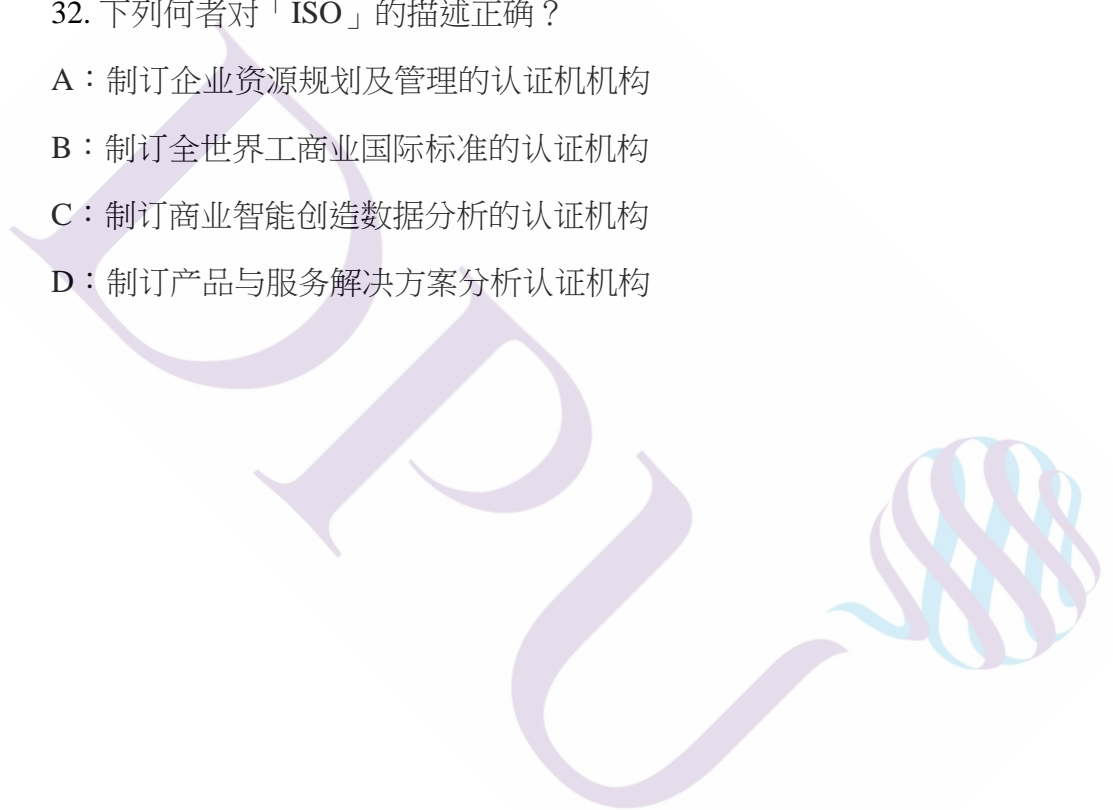 32. 下列何者对「ISO」的描述正确？
A：制订企业资源规划及管理的认证机机构
B：制订全世界工商业国际标准的认证机构
C：制订商业智能创造数据分析的认证机构
D：制订产品与服务解决方案分析认证机构
DPU